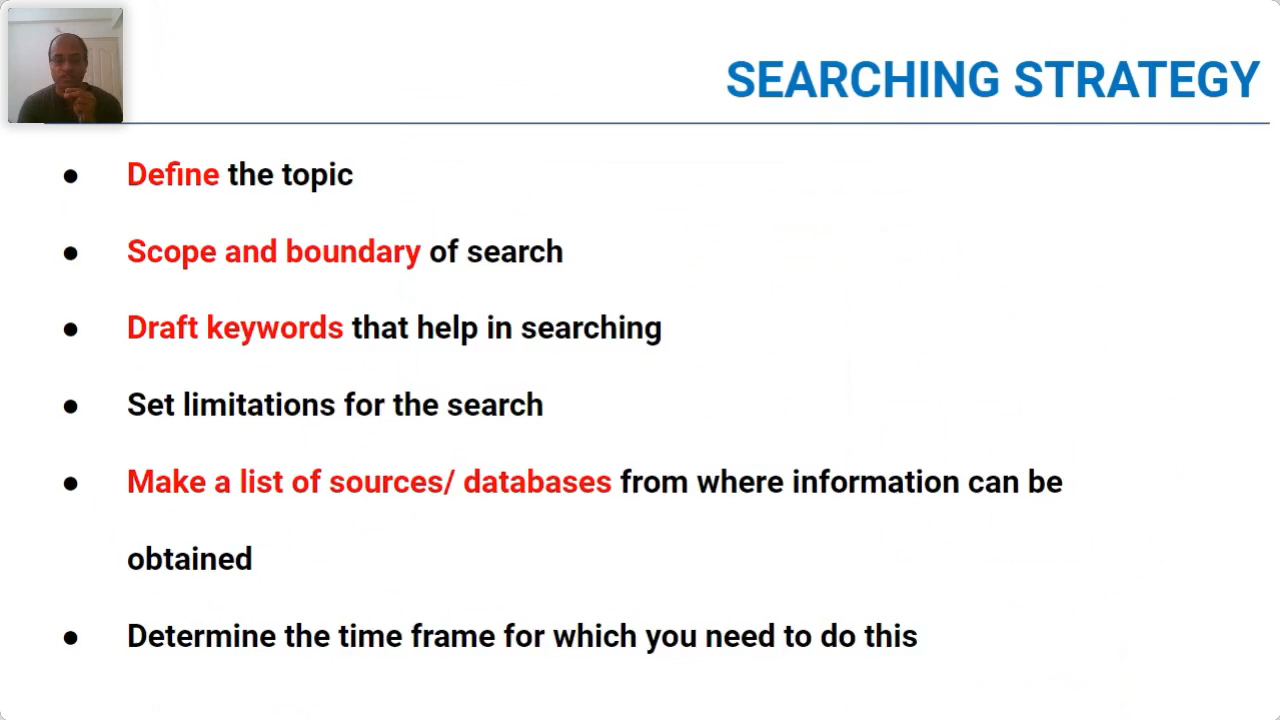 SEARCHING STRATEGY
● Define the topic
● Scope and boundary of search
● Draft keywords that help in searching
● Set limitations for the search
● Make a list of sources/ databases from where information can be
obtained
● Determine the time frame for which you need to do this